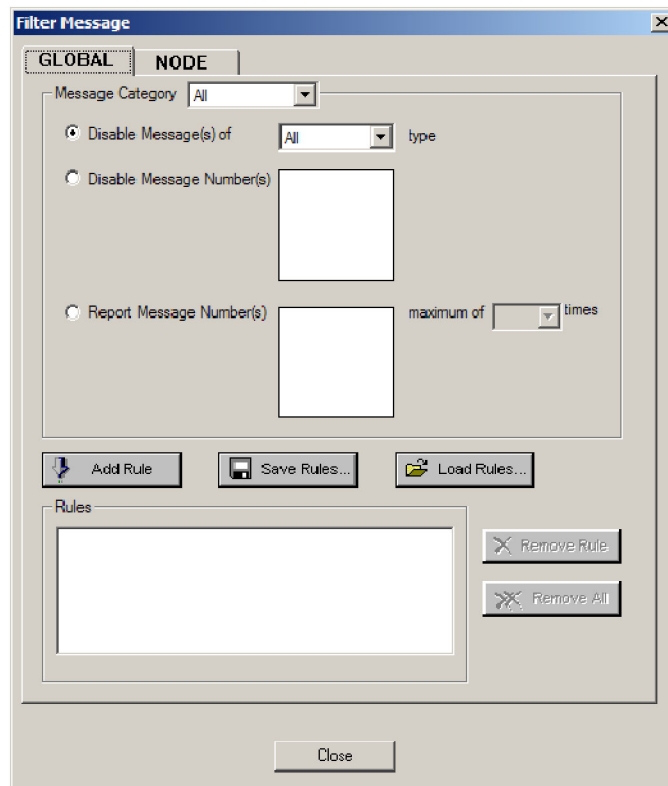 Filter Message
GLOBAL NODE
Message Category All
Disable Message(s) of All type
Disable Message Number(s)
Report Message Number(s) maximum of times
Add Rule Save Rules... Load Rules...
Rules
Remove Rule
Remove All
Close